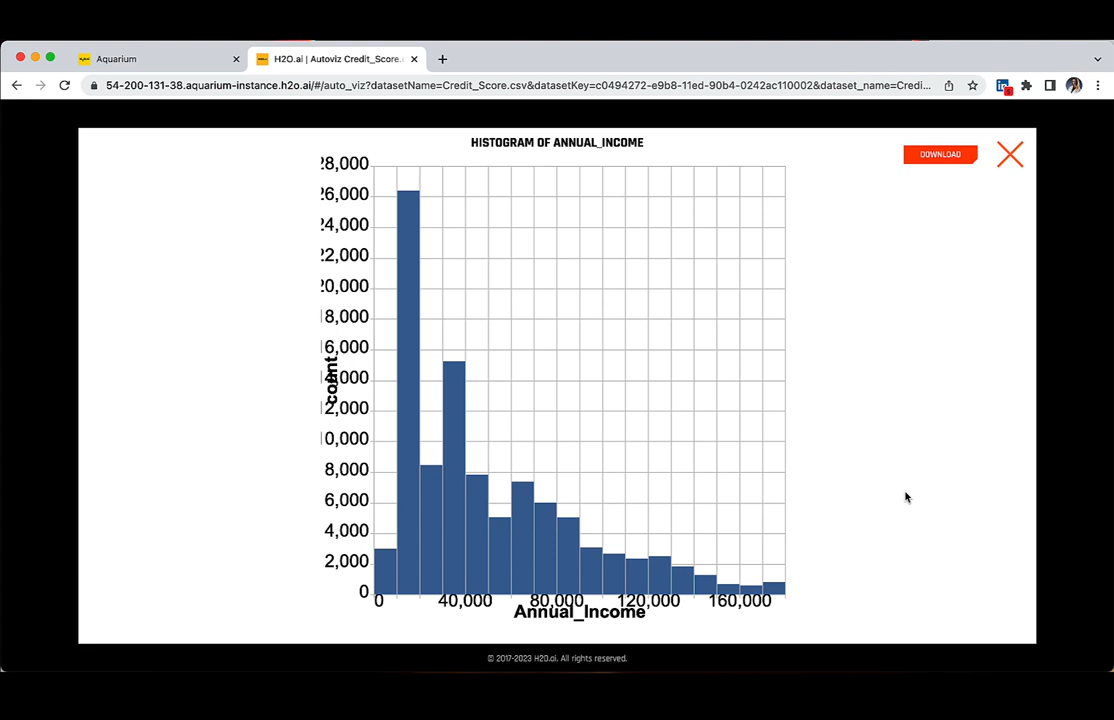 Aquarium
H2O.ai | Autoviz Credit_Score.c
54-200-131-38.aquarium-instance.h2o.ai/#/auto_viz?datasetName=Credit_Score.csv&datasetKey=c0494272-e9b8-11ed-90b4-0242ac110002&dataset_name=Credi...
HISTOGRAM OF ANNUAL_INCOME
DOWNLOAD
28,000
26,000
24,000
22,000
20,000
18,000
16,000
14,000
12,000
10,000
8,000
6,000
4,000
2,000
0
count
0 40,000 80,000 120,000 160,000
Annual_Income
© 2017-2023 H2O.ai. All rights reserved.